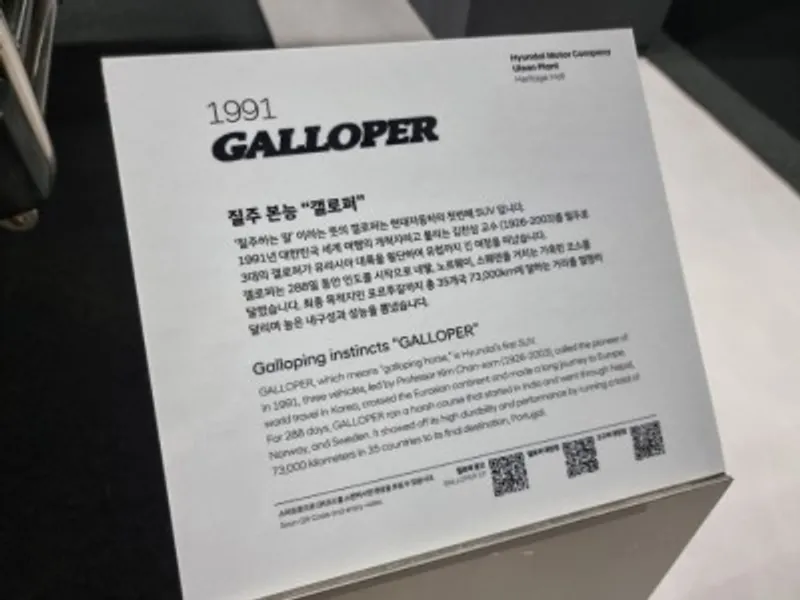 Hyundai Motor Company
Ulsan Plant
Heritage Hall
1991
GALLOPER
질주 본능 "갤로퍼"
'질주하는 말' 이라는 뜻의 갤로퍼는 현대자동차의 첫번째 SUV 입니다.
1991년 대한민국 세계 여행의 개척자라고 불리는 김찬삼 교수 (1926-2003)를 필두로
3대의 갤로퍼가 유라시아 대륙을 횡단하여 유럽까지 긴 여정을 떠났습니다.
갤로퍼는 288일 동안 인도를 시작으로 네팔, 노르웨이, 스웨덴을 거치는 가혹한 코스를
달렸습니다. 최종 목적지인 포르투갈까지 총 35개국 73,000km에 달하는 거리를
달리며 높은 내구성과 성능을 뽐냈습니다.
Galloping instincts "GALLOPER"
GALLOPER, which means "galloping horse," is Hyundai's first SUV.
In 1991, three vehicles, led by Professor Kim Chan-sam (1926-2003), called the pioneer of
world travel in Korea, crossed the Eurasian continent and made a long journey to Europe.
For 288 days, GALLOPER ran a harsh course that started in India and went through Nepal,
Norway, and Sweden. It showed off its high durability and performance by running a total of
73,000 kilometers in 35 countries to its final destination, Portugal.
Scan QR Code and enjoy video